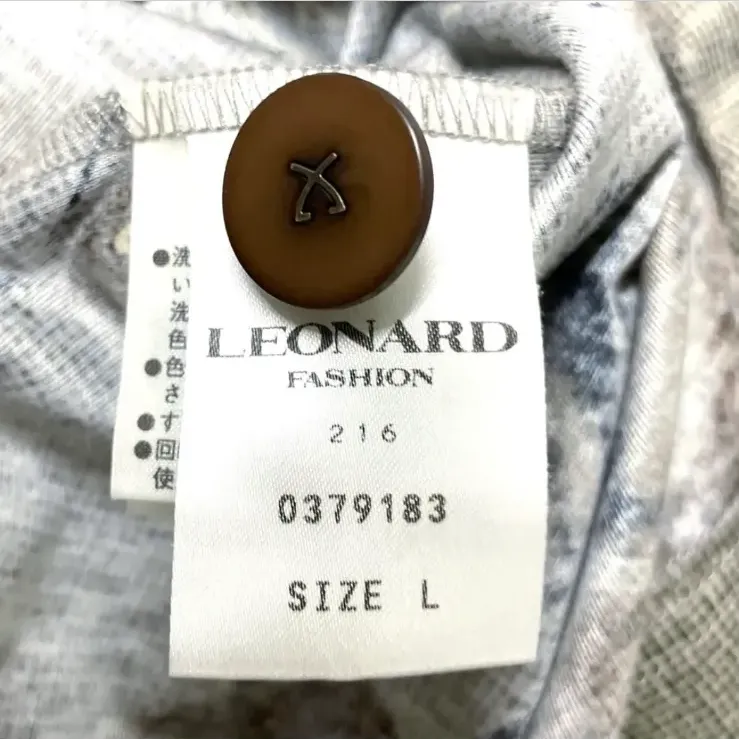 ●洗
い
洗
色
●色
さ
●す
●回
使
LEONARD
FASHION
216
0379183
SIZE L